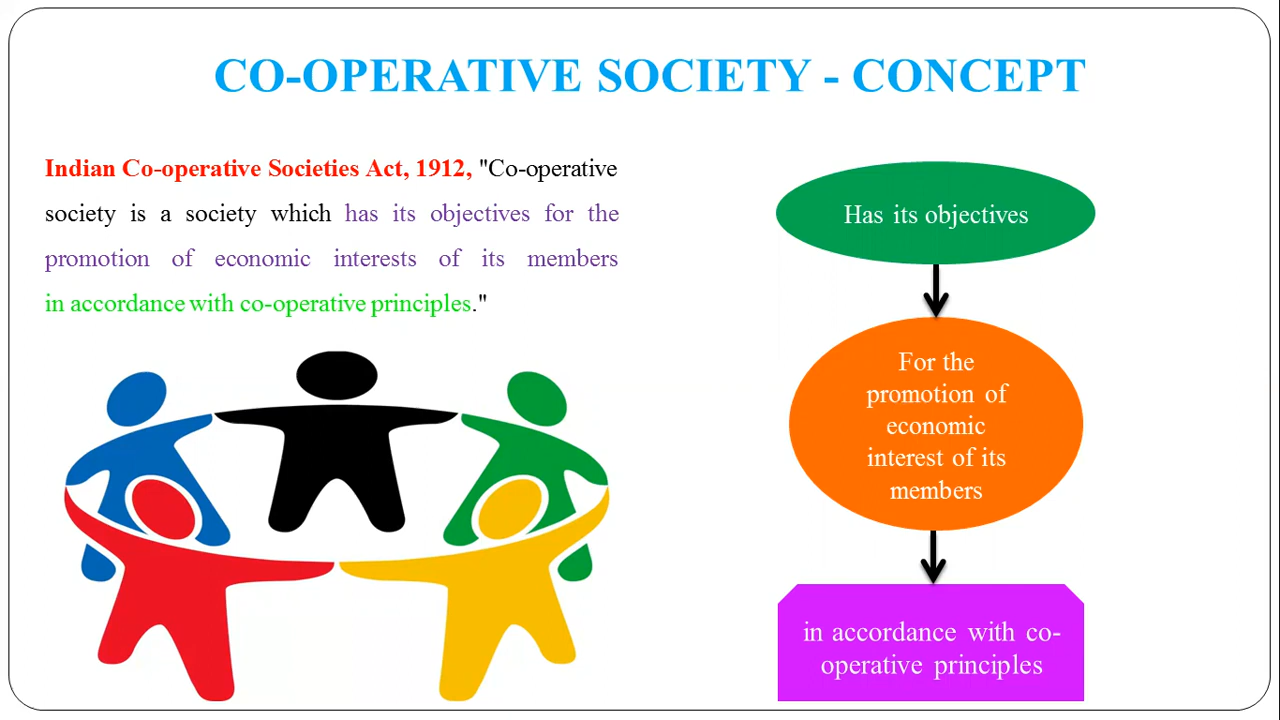 CO-OPERATIVE SOCIETY - CONCEPT
Indian Co-operative Societies Act, 1912, "Co-operative
society is a society which has its objectives for the
promotion of economic interests of its members
in accordance with co-operative principles."
Has its objectives
For the
promotion of
economic
interest of its
members
in accordance with co-
operative principles